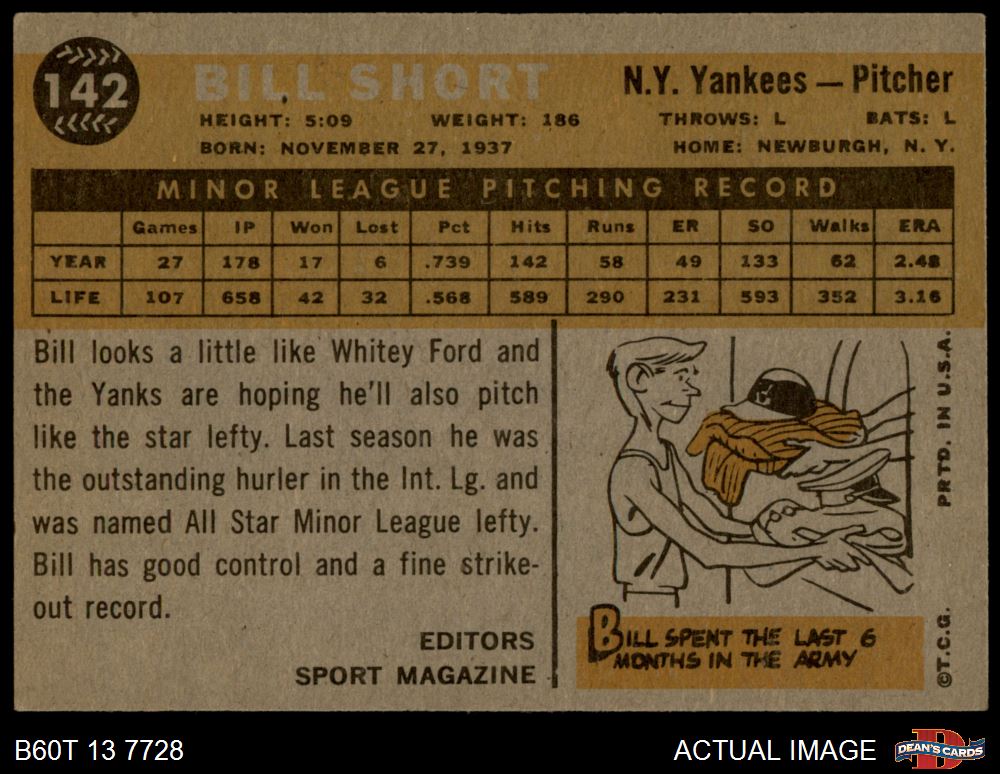 142
BILL SHORT
N.Y. Yankees — Pitcher
HEIGHT: 5:09 WEIGHT: 186 THROWS: L BATS: L
BORN: NOVEMBER 27, 1937 HOME: NEWBURGH, N. Y.
MINOR LEAGUE PITCHING RECORD
Games IP Won Lost Pct Hits Runs ER SO Walks ERA
YEAR 27 178 17 6 .739 142 58 49 133 62 2.48
LIFE 107 658 42 32 .568 589 290 231 593 352 3.16
Bill looks a little like Whitey Ford and
the Yanks are hoping he'll also pitch
like the star lefty. Last season he was
the outstanding hurler in the Int. Lg. and
was named All Star Minor League lefty.
Bill has good control and a fine strike-
out record.
EDITORS
SPORT MAGAZINE
BILL SPENT THE LAST 6
MONTHS IN THE ARMY
PRTD. IN U.S.A.
©T.C.G.
B60T 13 7728
ACTUAL IMAGE
D
DEAN'S CARDS